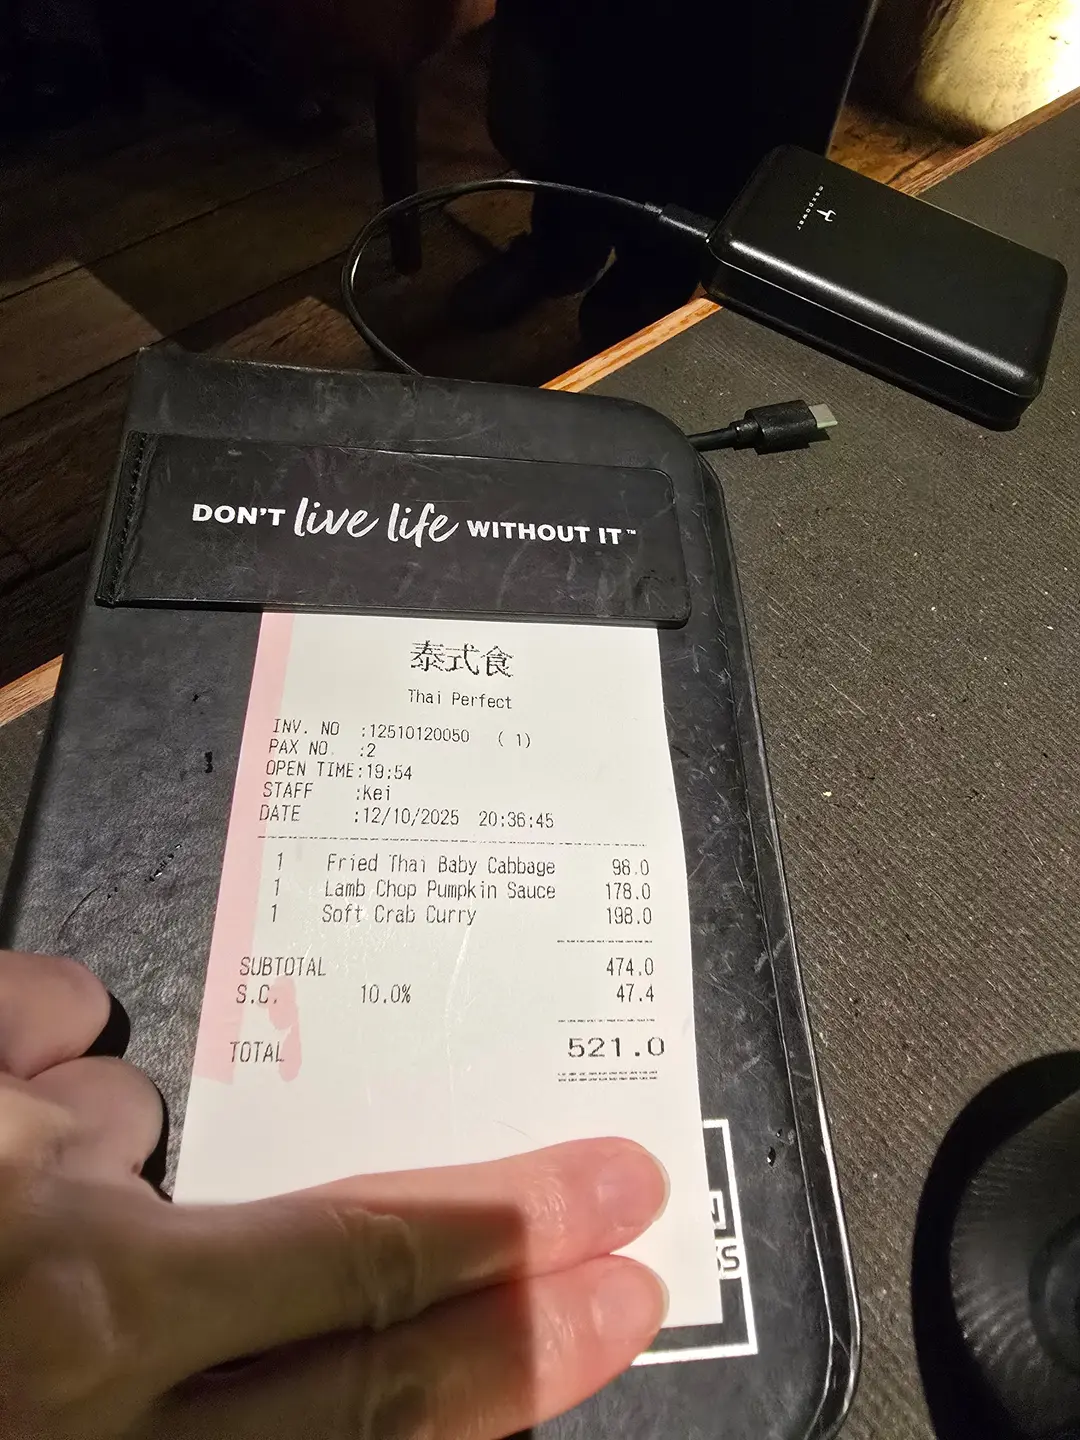 maxpower
DON'T live life WITHOUT IT™
泰式食
Thai Perfect
INV. NO :12510120050 ( 1)
PAX NO. :2
OPEN TIME:19:54
STAFF :Kei
DATE :12/10/2025 20:36:45
1 Fried Thai Baby Cabbage 98.0
1 Lamb Chop Pumpkin Sauce 178.0
1 Soft Crab Curry 198.0
SUBTOTAL 474.0
S.C. 10.0% 47.4
TOTAL 521.0